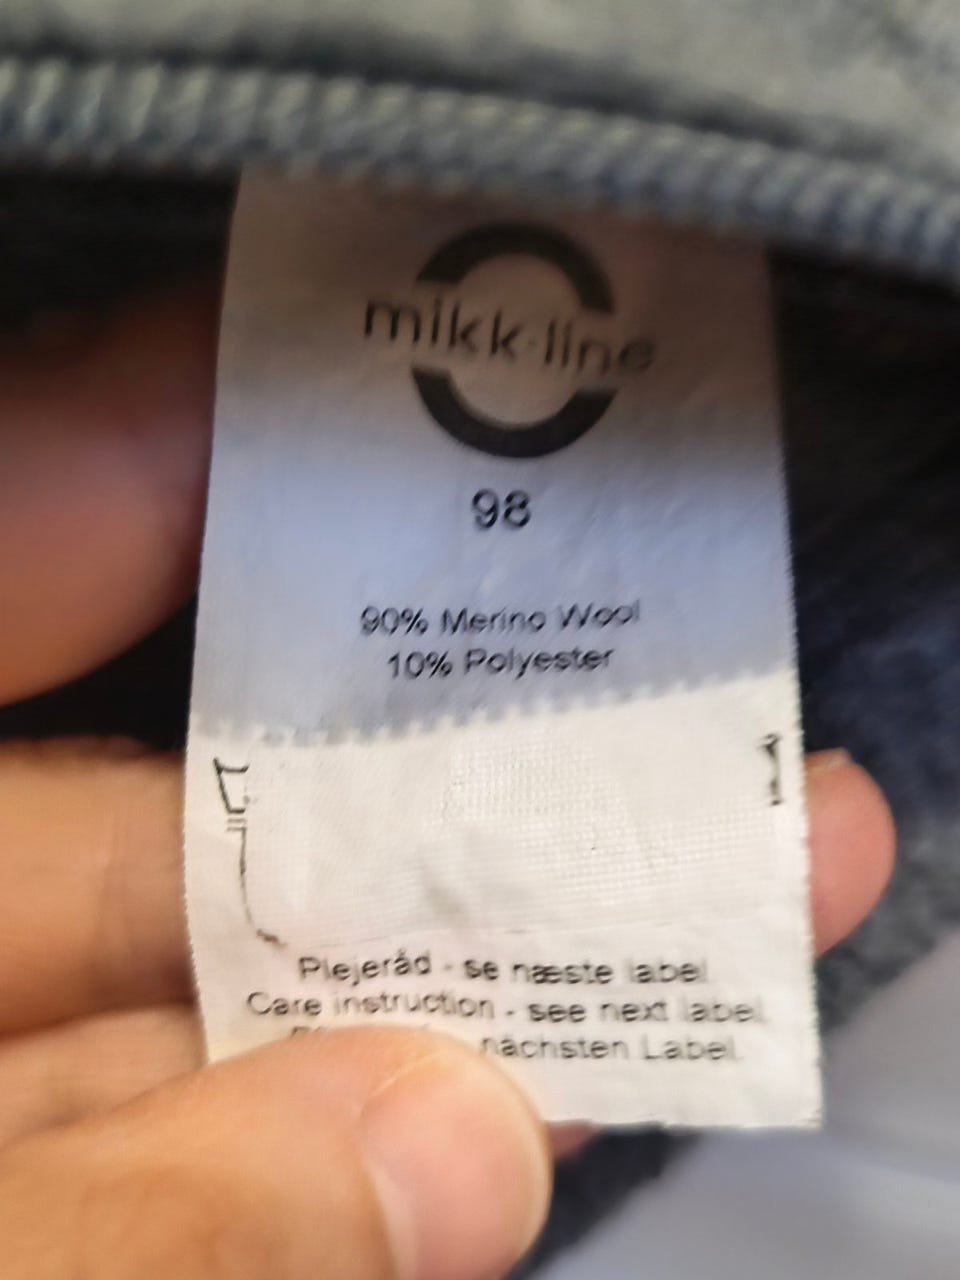 mikk-line
98
90% Merino Wool
10% Polyester
Plejeråd - se næste label
Care instruction - see next label
nächsten Label